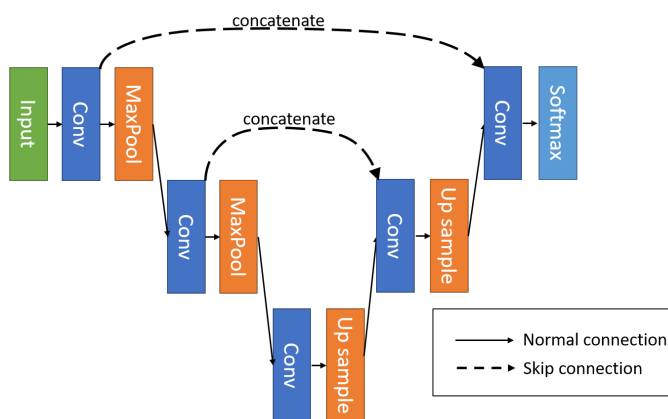 concatenate
Input
Conv
MaxPool
Conv
Softmax
concatenate
Conv
MaxPool
Conv
Up sample
Conv
Up sample
Normal connection
Skip connection